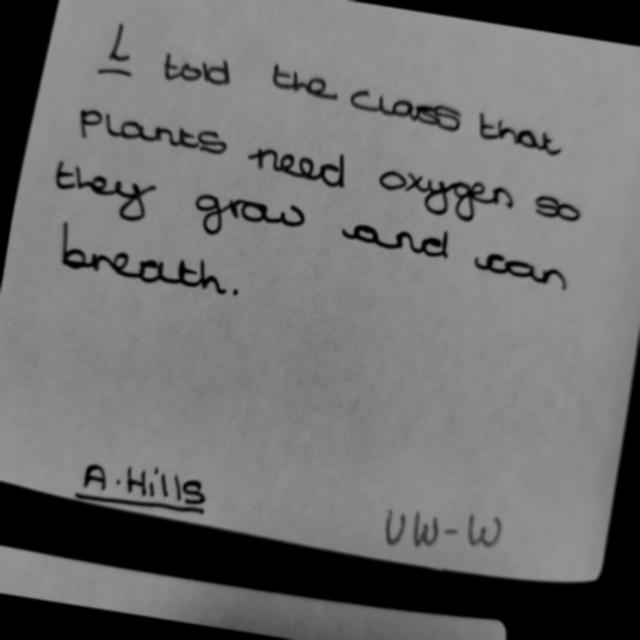 L told the class that
plants need oxygen so
they grow and can
breath.
A.Hills
UW-W